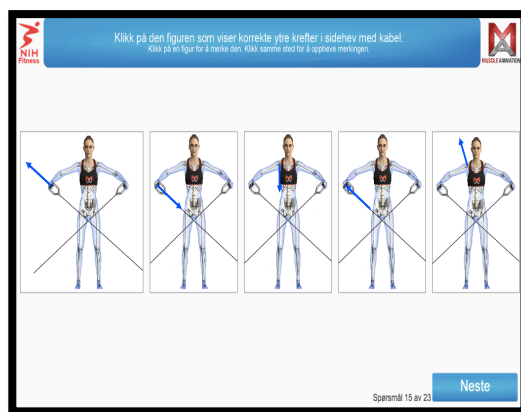 Klikk på den figuren som viser korrekte ytre krefter i sidehev med kabel.
Klikk på en figur for å merke den. Klikk samme sted for å oppheve merkingen.
NIH
Fitness
MUSCLE ANIMATION
Spørsmål 15 av 23
Neste